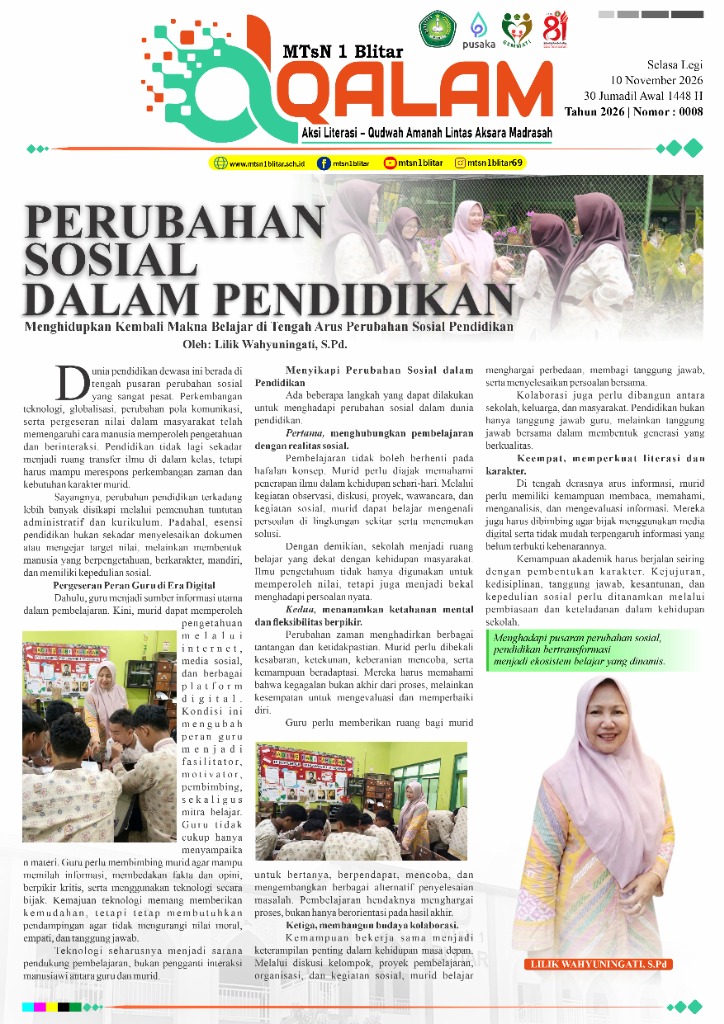 MTsN 1 Blitar
QALAM
Aksi Literasi – Qudwah Amanah Lintas Aksara Madrasah
pusaka
GEMMATI
81
Selasa Legi
10 November 2026
30 Jumadil Awal 1448 H
Tahun 2026 | Nomor : 0008
www.mtsn1blitar.sch.id
mtsn1blitar
mtsn1blitar
mtsn1blitar69
PERUBAHAN
SOSIAL
DALAM PENDIDIKAN
Menghidupkan Kembali Makna Belajar di Tengah Arus Perubahan Sosial Pendidikan
Oleh: Lilik Wahyuningati, S.Pd.
Dunia pendidikan dewasa ini berada di
tengah pusaran perubahan sosial
yang sangat pesat. Perkembangan
teknologi, globalisasi, perubahan pola komunikasi,
serta pergeseran nilai dalam masyarakat telah
memengaruhi cara manusia memperoleh pengetahuan
dan berinteraksi. Pendidikan tidak lagi sekadar
menjadi ruang transfer ilmu di dalam kelas, tetapi
harus mampu merespons perkembangan zaman dan
kebutuhan karakter murid.
Sayangnya, perubahan pendidikan terkadang
lebih banyak disikapi melalui pemenuhan tuntutan
administratif dan kurikulum. Padahal, esensi
pendidikan bukan sekadar menyelesaikan dokumen
atau mengejar target nilai, melainkan membentuk
manusia yang berpengetahuan, berkarakter, mandiri,
dan memiliki kepedulian sosial.
Pergeseran Peran Guru di Era Digital
Dahulu, guru menjadi sumber informasi utama
dalam pembelajaran. Kini, murid dapat memperoleh
pengetahuan
melalui
internet,
media sosial,
dan berbagai
platform
digital.
Kondisi ini
mengubah
peran guru
menjadi
fasilitator,
motivator,
pembimbing,
sekaligus
mitra belajar.
Guru tidak
cukup hanya
menyampaika
n materi. Guru perlu membimbing murid agar mampu
memilah informasi, membedakan fakta dan opini,
berpikir kritis, serta menggunakan teknologi secara
bijak. Kemajuan teknologi memang memberikan
kemudahan, tetapi tetap membutuhkan
pendampingan agar tidak mengurangi nilai moral,
empati, dan tanggung jawab.
Teknologi seharusnya menjadi sarana
pendukung pembelajaran, bukan pengganti interaksi
manusiawi antara guru dan murid.
Menyikapi Perubahan Sosial dalam
Pendidikan
Ada beberapa langkah yang dapat dilakukan
untuk menghadapi perubahan sosial dalam dunia
pendidikan.
Pertama, menghubungkan pembelajaran
dengan realitas sosial.
Pembelajaran tidak boleh berhenti pada
hafalan konsep. Murid perlu diajak memahami
penerapan ilmu dalam kehidupan sehari-hari. Melalui
kegiatan observasi, diskusi, proyek, wawancara, dan
kegiatan sosial, murid dapat belajar mengenali
persoalan di lingkungan sekitar serta menemukan
solusi.
Dengan demikian, sekolah menjadi ruang
belajar yang dekat dengan kebutuhan masyarakat.
Ilmu pengetahuan tidak hanya digunakan untuk
memperoleh nilai, tetapi juga menjadi bekal
menghadapi persoalan nyata.
Kedua, menanamkan ketahanan mental
dan fleksibilitas berpikir.
Perubahan zaman menghadirkan berbagai
tantangan dan ketidakpastian. Murid perlu dibekali
kesabaran, ketekunan, keberanian mencoba, serta
kemampuan beradaptasi. Mereka harus memahami
bahwa kegagalan bukan akhir dari proses, melainkan
kesempatan untuk mengevaluasi dan memperbaiki
diri.
Guru perlu memberikan ruang bagi murid
untuk bertanya, berpendapat, mencoba, dan
mengembangkan berbagai alternatif penyelesaian
masalah. Pembelajaran hendaknya menghargai
proses, bukan hanya berorientasi pada hasil akhir.
Ketiga, membangun budaya kolaborasi.
Kemampuan bekerja sama menjadi
keterampilan penting dalam kehidupan masa depan.
Melalui diskusi kelompok, proyek pembelajaran,
organisasi, dan kegiatan sosial, murid belajar
menghargai perbedaan, membagi tanggung jawab,
serta menyelesaikan persoalan bersama.
Kolaborasi juga perlu dibangun antara
sekolah, keluarga, dan masyarakat. Pendidikan bukan
hanya tanggung jawab guru, melainkan tanggung
jawab bersama dalam membentuk generasi yang
berkualitas.
Keempat, memperkuat literasi dan
karakter.
Di tengah derasnya arus informasi, murid
perlu memiliki kemampuan membaca, memahami,
menganalisis, dan mengevaluasi informasi. Mereka
juga harus dibimbing agar bijak menggunakan media
digital serta tidak mudah terpengaruh informasi yang
belum terbukti kebenarannya.
Kemampuan akademik harus berjalan seiring
dengan pembentukan karakter. Kejujuran,
kedisiplinan, tanggung jawab, kesantunan, dan
kepedulian sosial perlu ditanamkan melalui
pembiasaan dan keteladanan dalam kehidupan
sekolah.
Menghadapi pusaran perubahan sosial,
pendidikan bertransformasi
menjadi ekosistem belajar yang dinamis.
LILIK WAHYUNINGATI, S.Pd